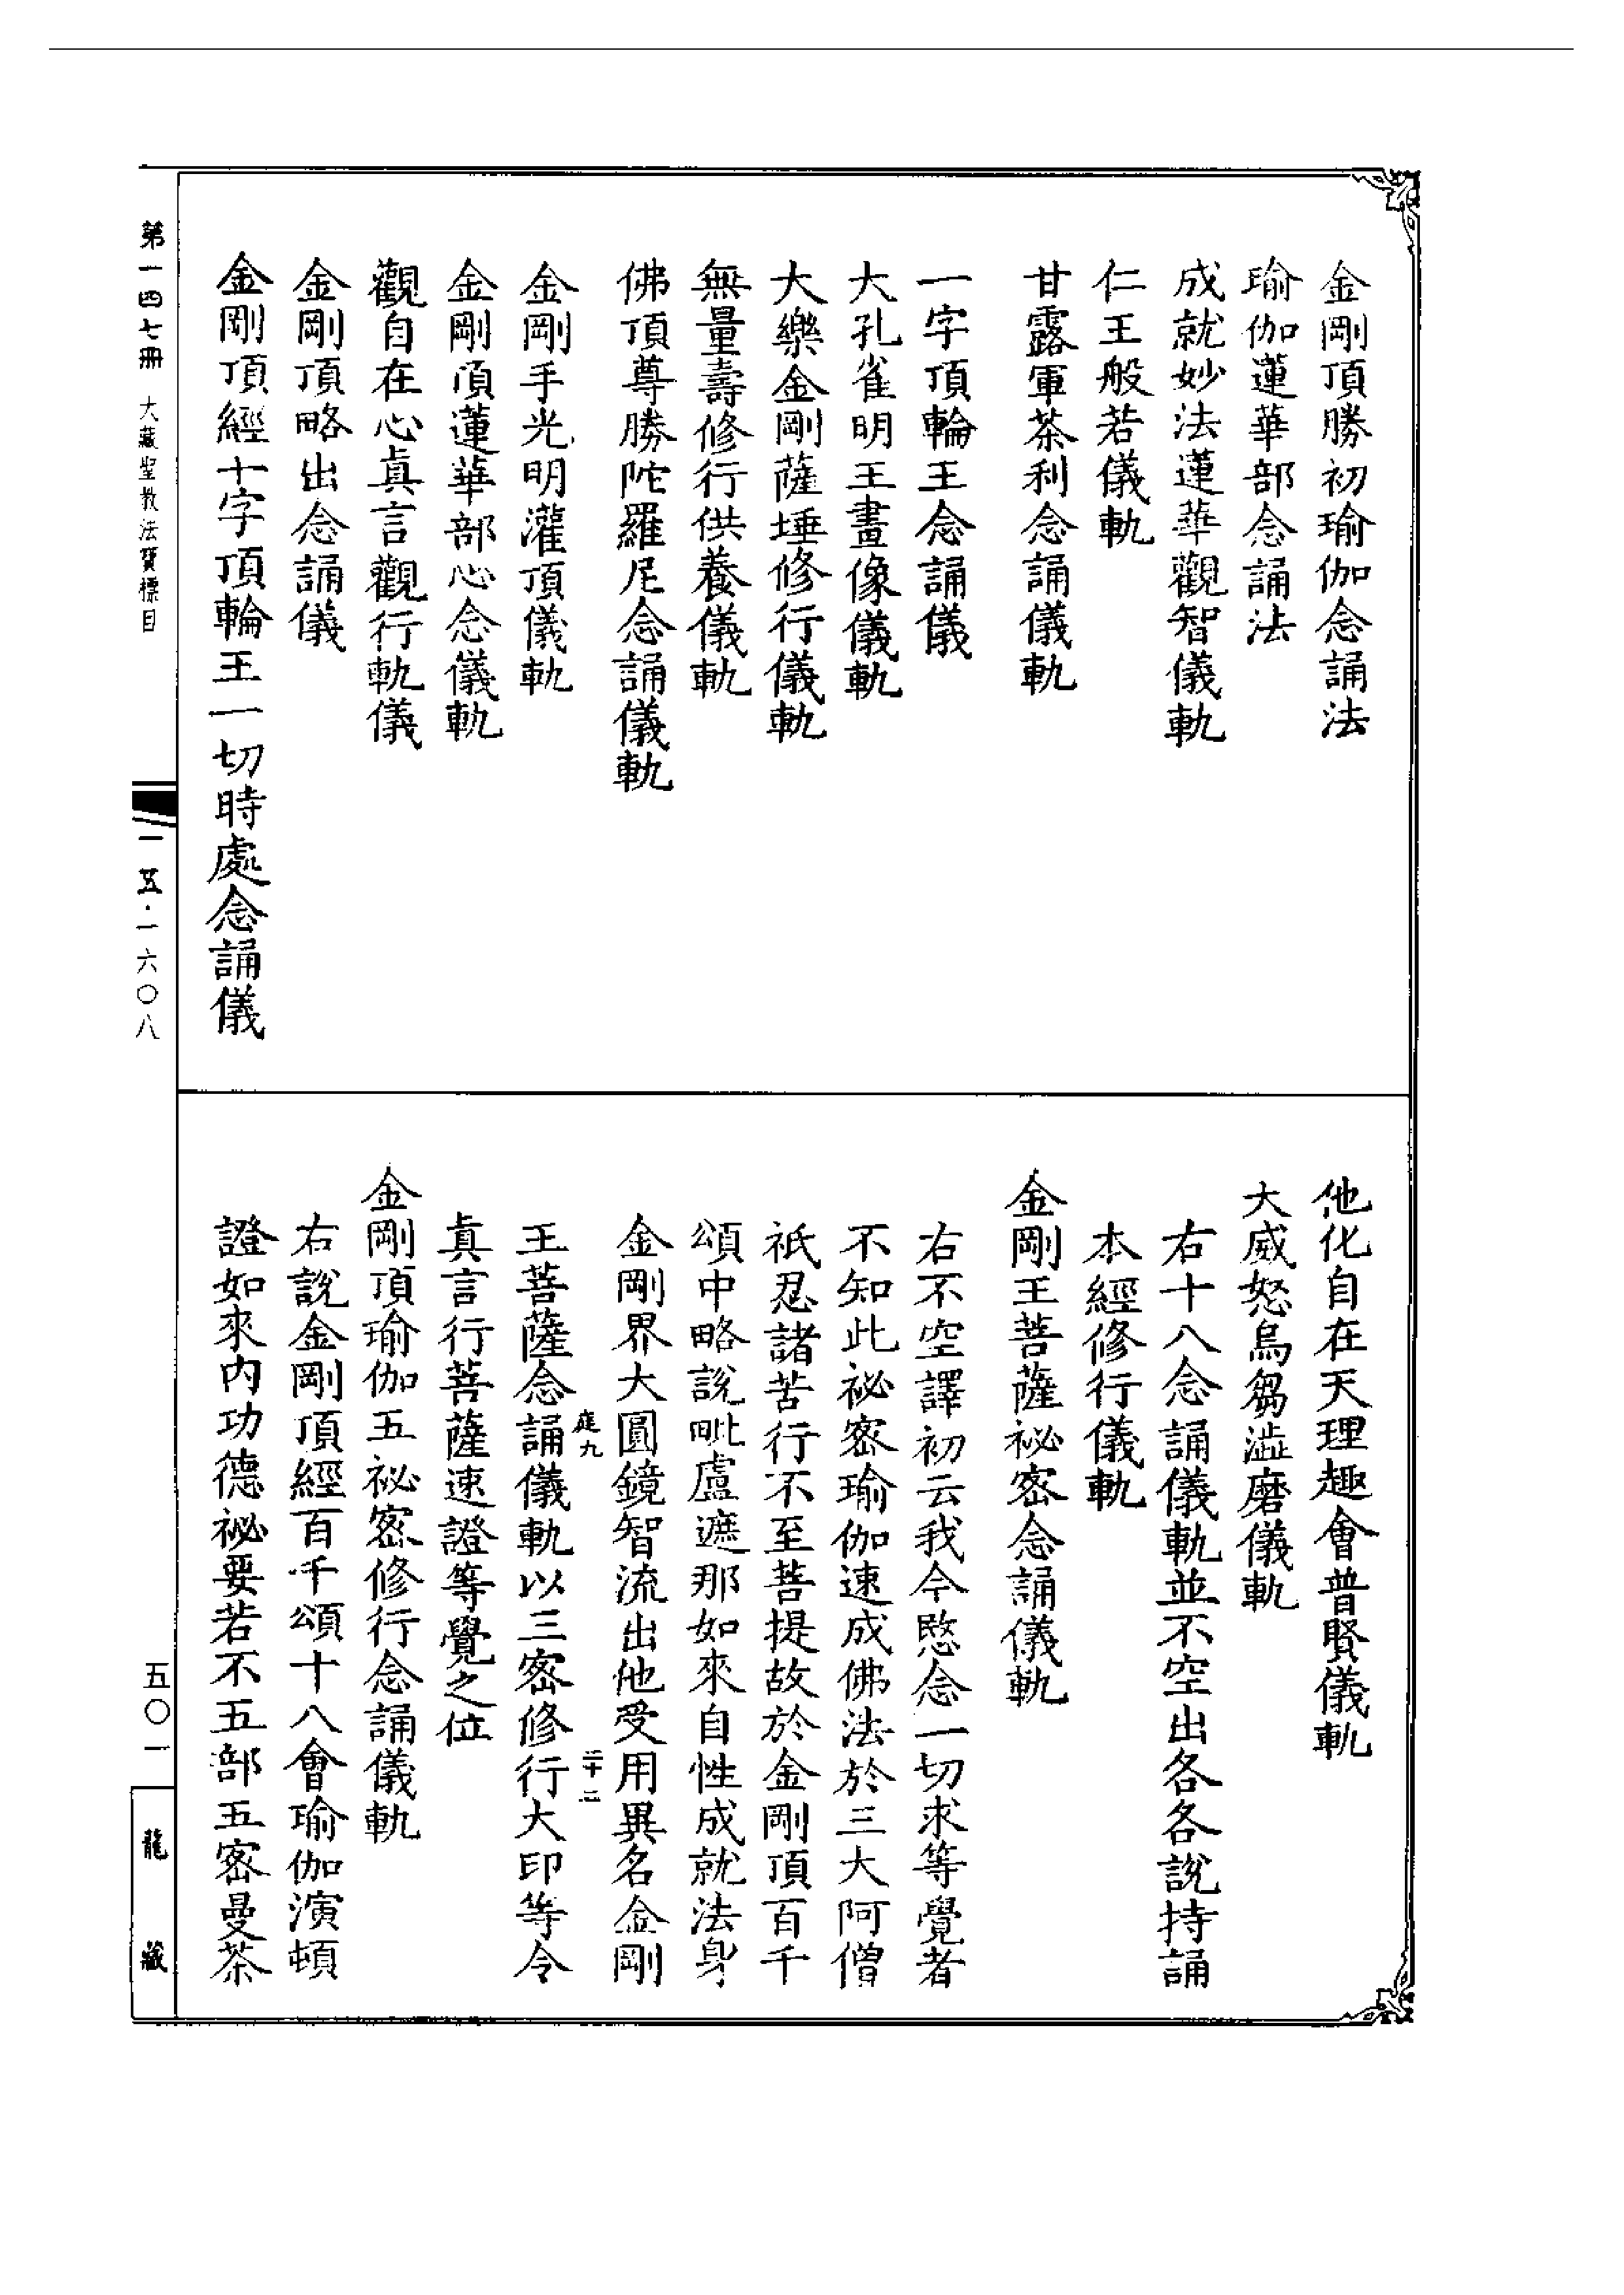 金剛頂勝初瑜伽念誦法
瑜伽蓮華部念誦法
成就妙法蓮華觀智儀軌
仁王般若儀軌
甘露軍茶利念誦儀軌
一字頂輪王念誦儀
大孔雀明王畫像儀軌
大樂金剛薩埵修行儀軌
無量壽修行供養儀軌
佛頂尊勝陀羅尼念誦儀軌
金剛手光明灌頂儀軌
金剛頂蓮華部心念儀軌
觀自在心真言觀行軌儀
金剛頂略出念誦儀
金剛頂經十字頂輪王一切時處念誦儀
他化自在天理趣會普賢儀軌
大威怒烏芻澁磨儀軌
右十八念誦儀軌並不空出各各說持誦
本經修行儀軌
金剛王菩薩祕密念誦儀軌
右不空譯初云我今愍念一切求等覺者
不知此祕密瑜伽速成佛法於三大阿僧
祇忍諸苦行不至菩提故於金剛頂百千
頌中略說毗盧遮那如來自性成就法身
金剛界大圓鏡智流出他受用異名金剛
庭九 二十二
王菩薩念誦儀軌以三密修行大印等令
真言行菩薩速證等覺之位
金剛頂瑜伽五祕密修行念誦儀軌
右說金剛頂經百千頌十八會瑜伽演頓
證如來內功德祕要若不五部五密曼茶
第一四七冊 大藏聖教法寶標目
一五·一六〇八
五〇一
龍藏